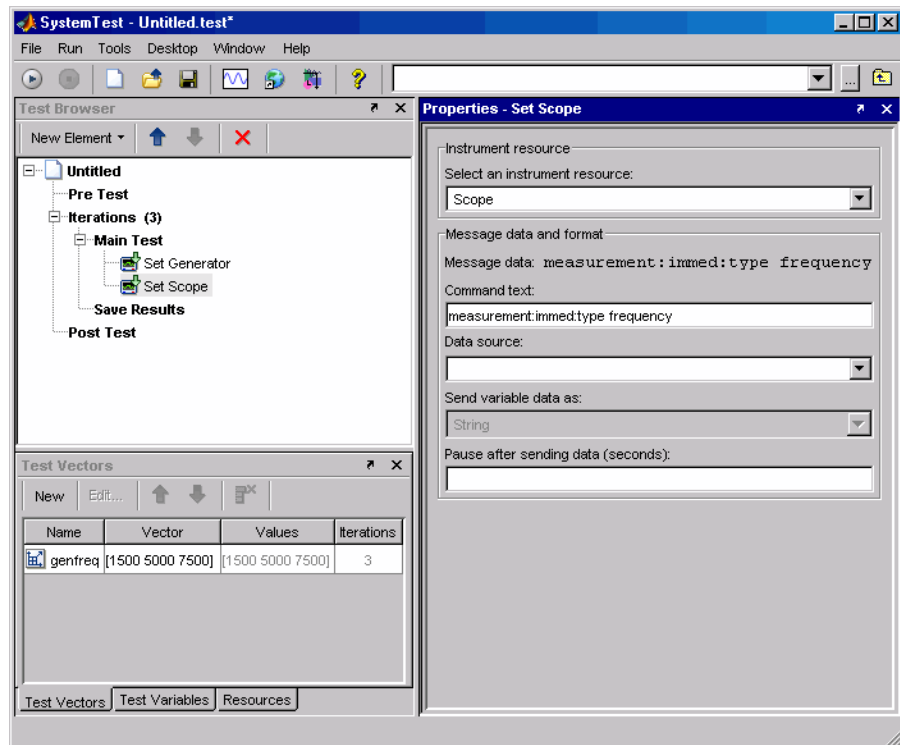 SystemTest - Untitled.test*
File Run Tools Desktop Window Help
...
Test Browser
New Element
Untitled
Pre Test
Iterations (3)
Main Test
Set Generator
Set Scope
Save Results
Post Test
Test Vectors
New Edit...
Name Vector Values Iterations
genfreq [1500 5000 7500] [1500 5000 7500] 3
Test Vectors Test Variables Resources
Properties - Set Scope
Instrument resource
Select an instrument resource:
Scope
Message data and format
Message data: measurement:immed:type frequency
Command text:
measurement:immed:type frequency
Data source:
Send variable data as:
String
Pause after sending data (seconds):